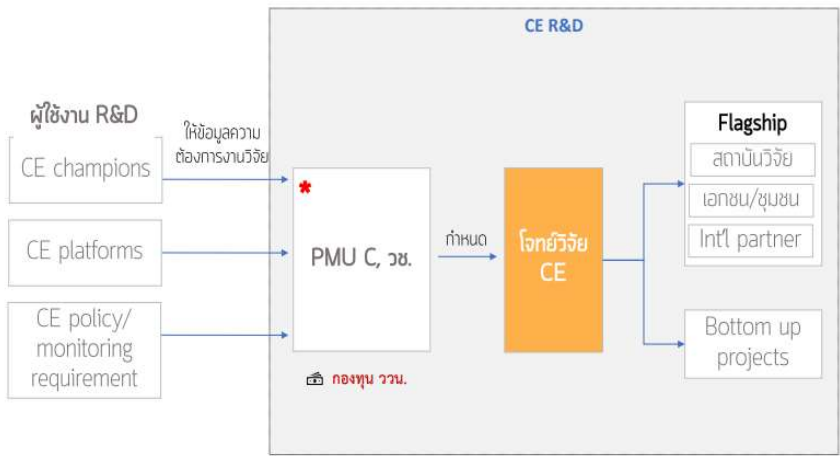 CE R&D
ผู้ใช้งาน R&D
CE champions
CE platforms
CE policy/
monitoring
requirement
ให้ข้อมูลความ
ต้องการงานวิจัย
*
PMU C, วช.
กองทุน ววน.
กำหนด
โจทย์วิจัย
CE
Flagship
สถาบันวิจัย
เอกชน/ชุมชน
Int'l partner
Bottom up
projects